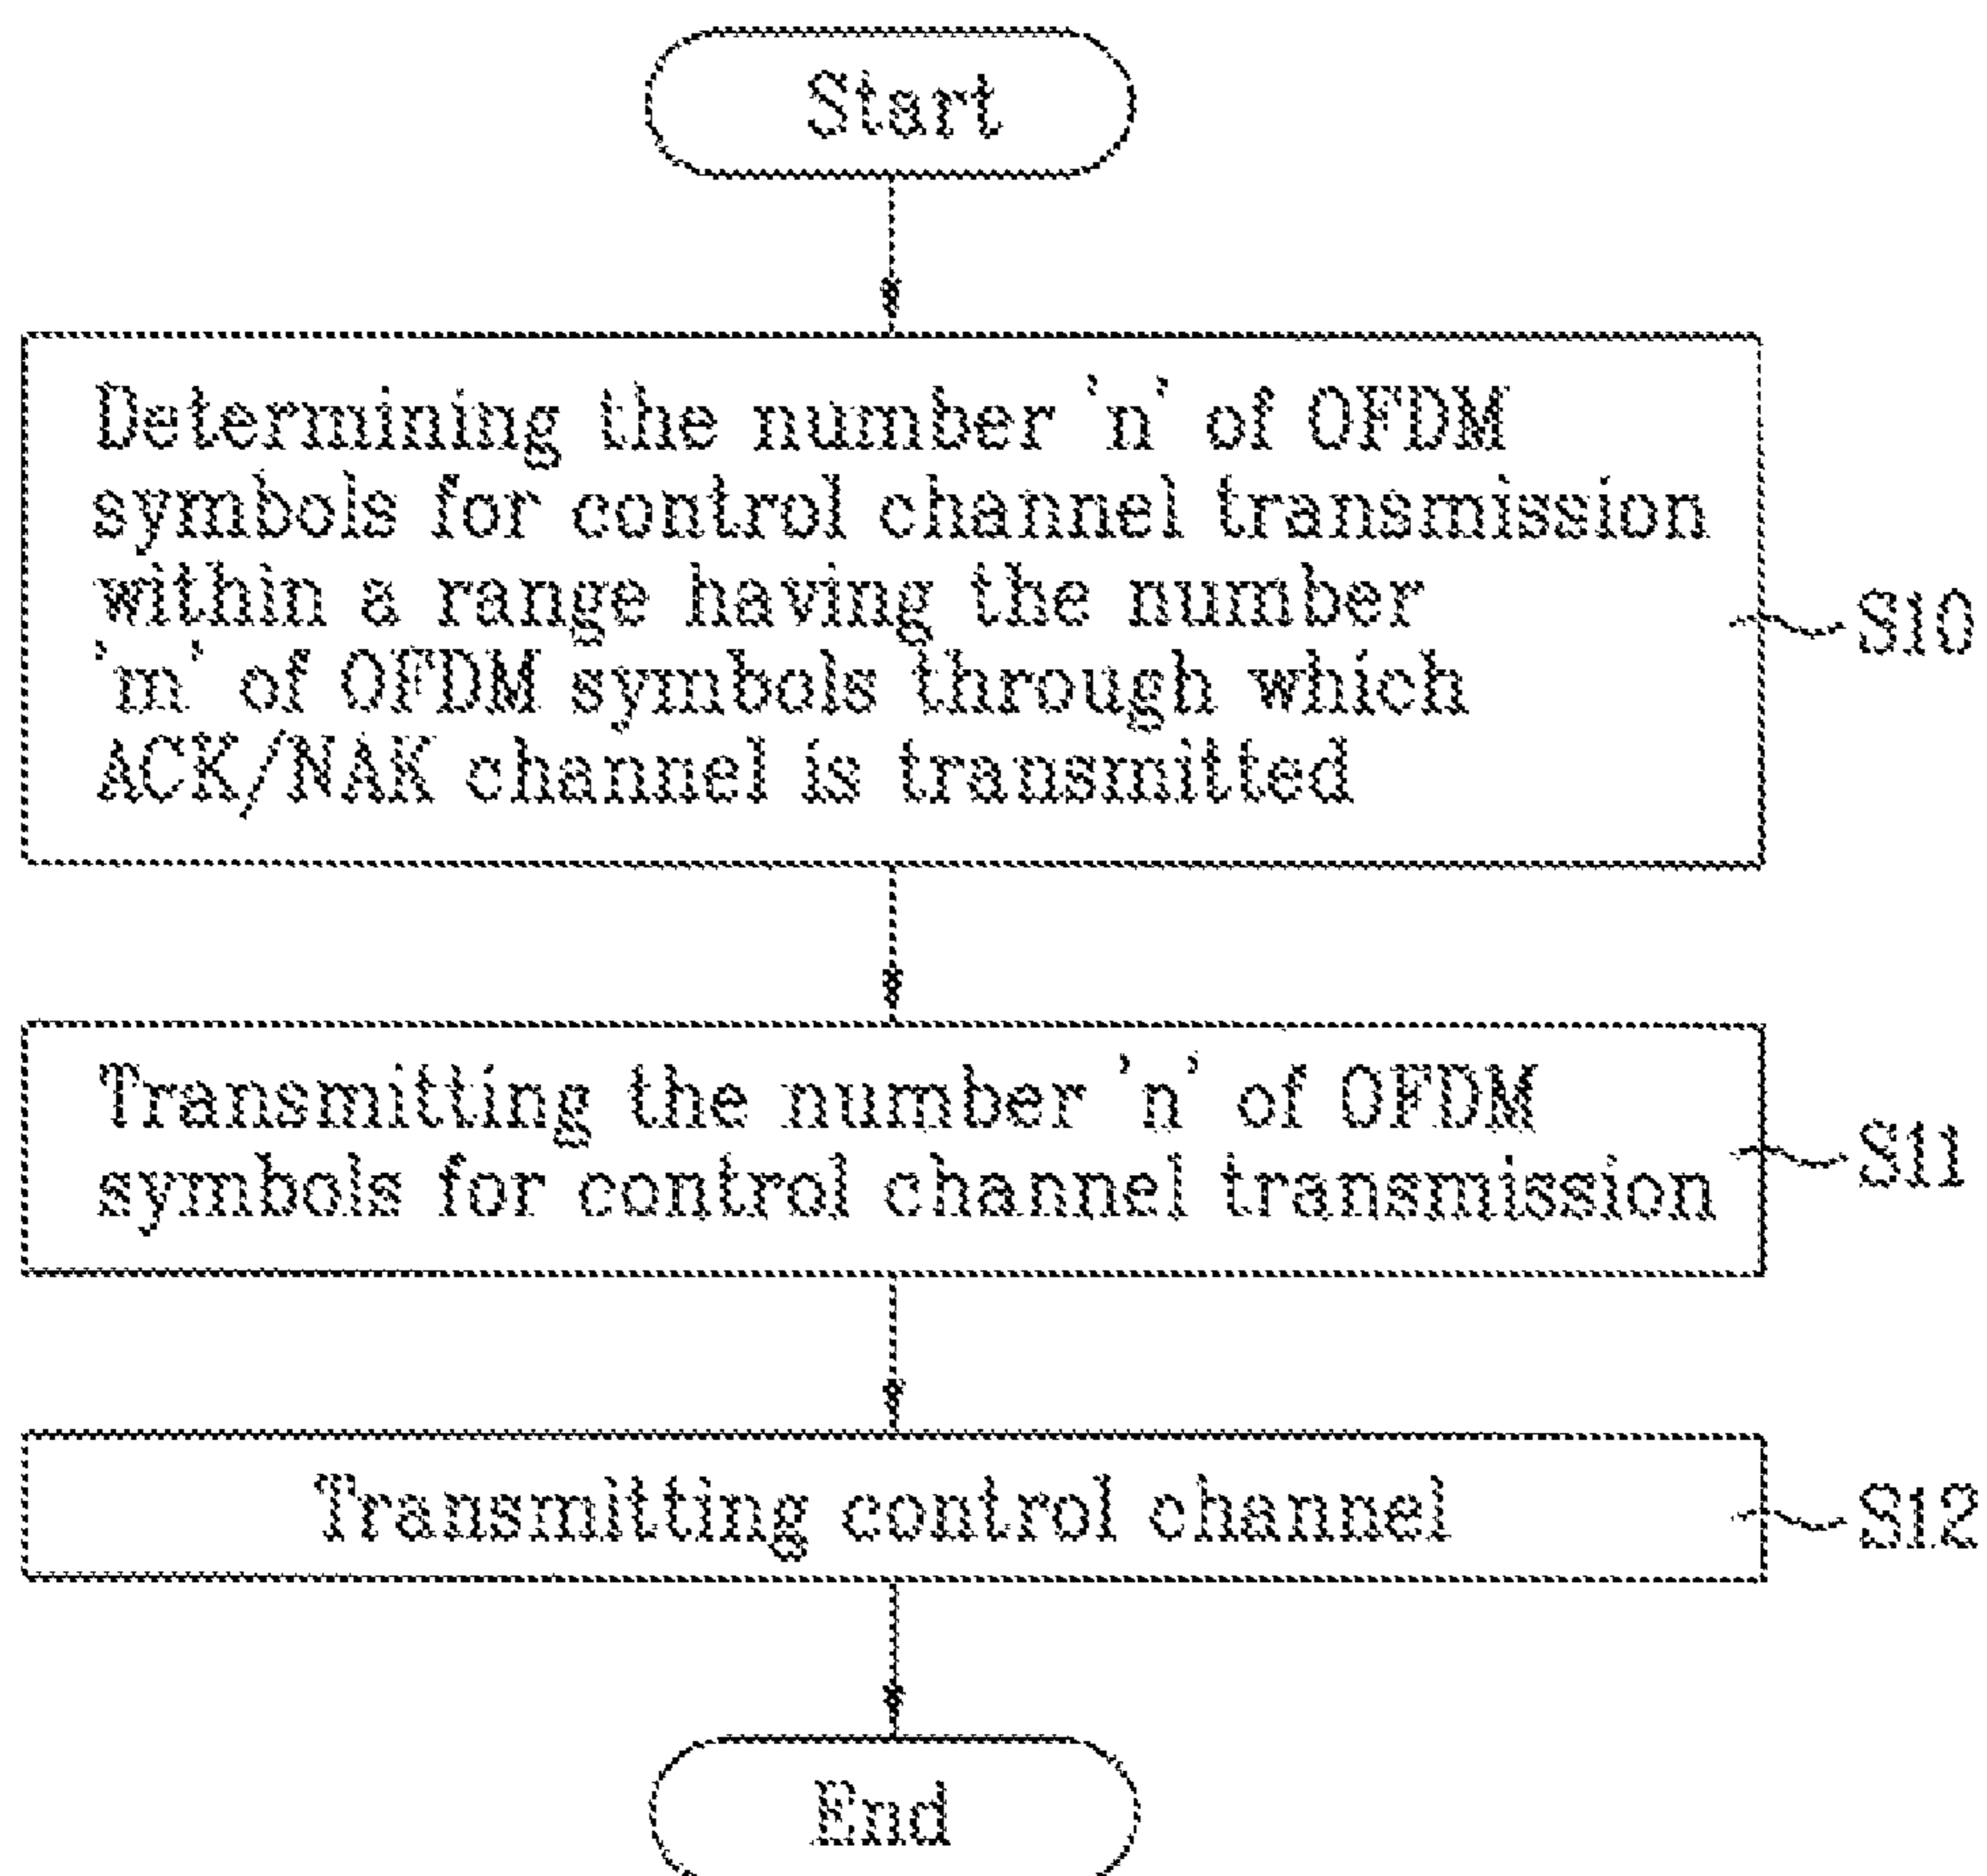 Start
Determining the number 'n' of OFDM
symbols for control channel transmission
within a range having the number
'm' of OFDM symbols through which
ACK/NAK channel is transmitted
S10
Transmitting the number 'n' of OFDM
symbols for control channel transmission
S11
Transmitting control channel
S12
End